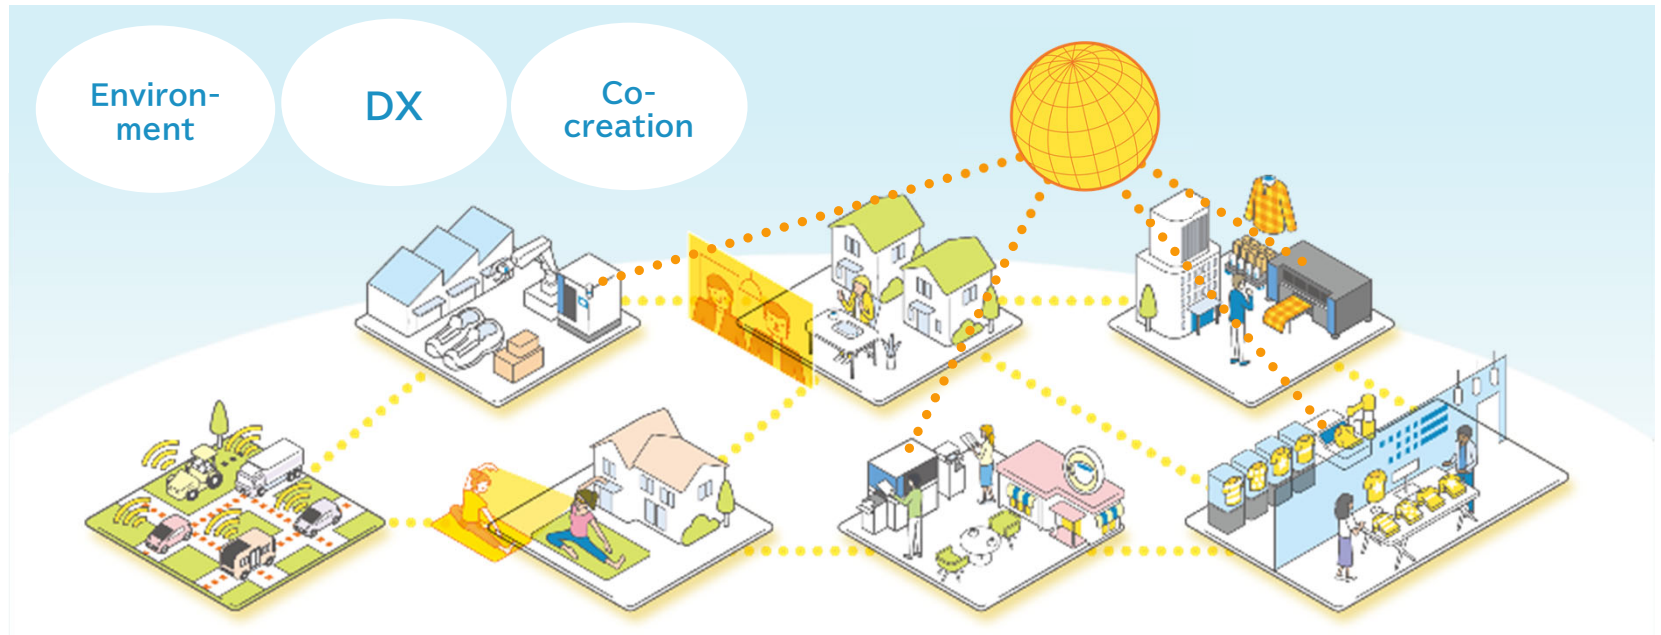 Environ-
ment
DX
Co-
creation